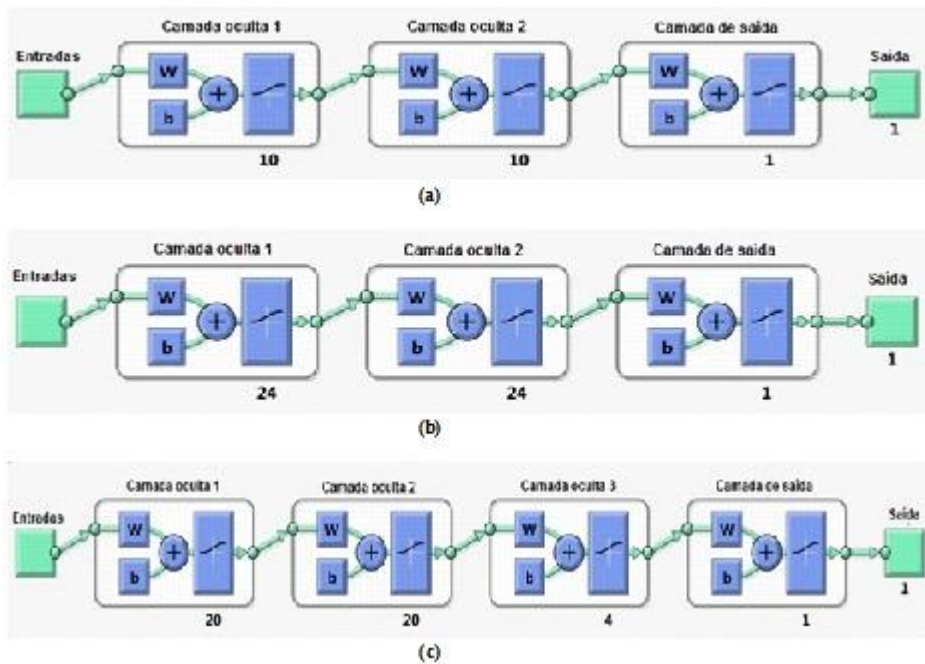 Camada oculta 1 Camada oculta 2 Camada de saída
Entradas Saída
W W W
b b b
1
10 10 1
(a)
Camada oculta 1 Camada oculta 2 Camada de saída
Entradas Saída
W W W
b b b
1
24 24 1
(b)
Camada oculta 1 Camada oculta 2 Camada oculta 3 Camada de saída
Entradas Saída
W W W W
b b b b
1
20 20 4 1
(c)